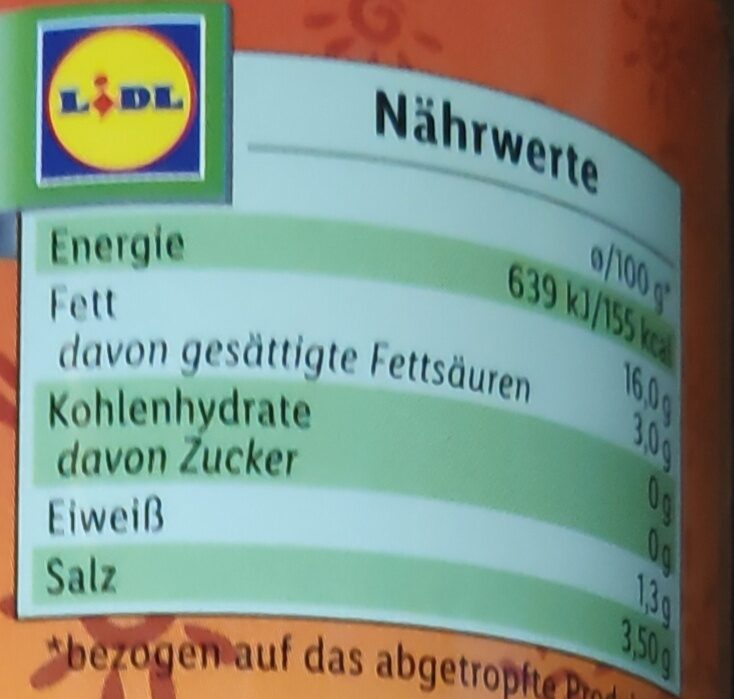 LIDL
Nährwerte
ø/100 g*
Energie 639 kJ/155 kcal
Fett 16,0 g
davon gesättigte Fettsäuren 3,0 g
Kohlenhydrate 0 g
davon Zucker 0 g
Eiweiß 1,3 g
Salz 3,50 g
*bezogen auf das abgetropfte